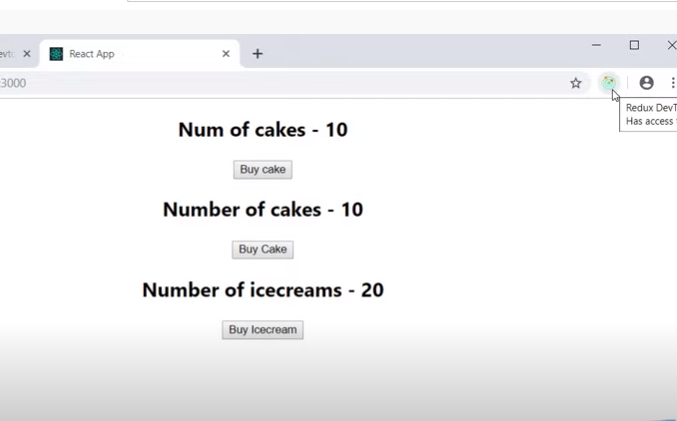 evtc
React App
3000
Redux DevT
Has access
Num of cakes - 10
Buy cake
Number of cakes - 10
Buy Cake
Number of icecreams - 20
Buy Icecream